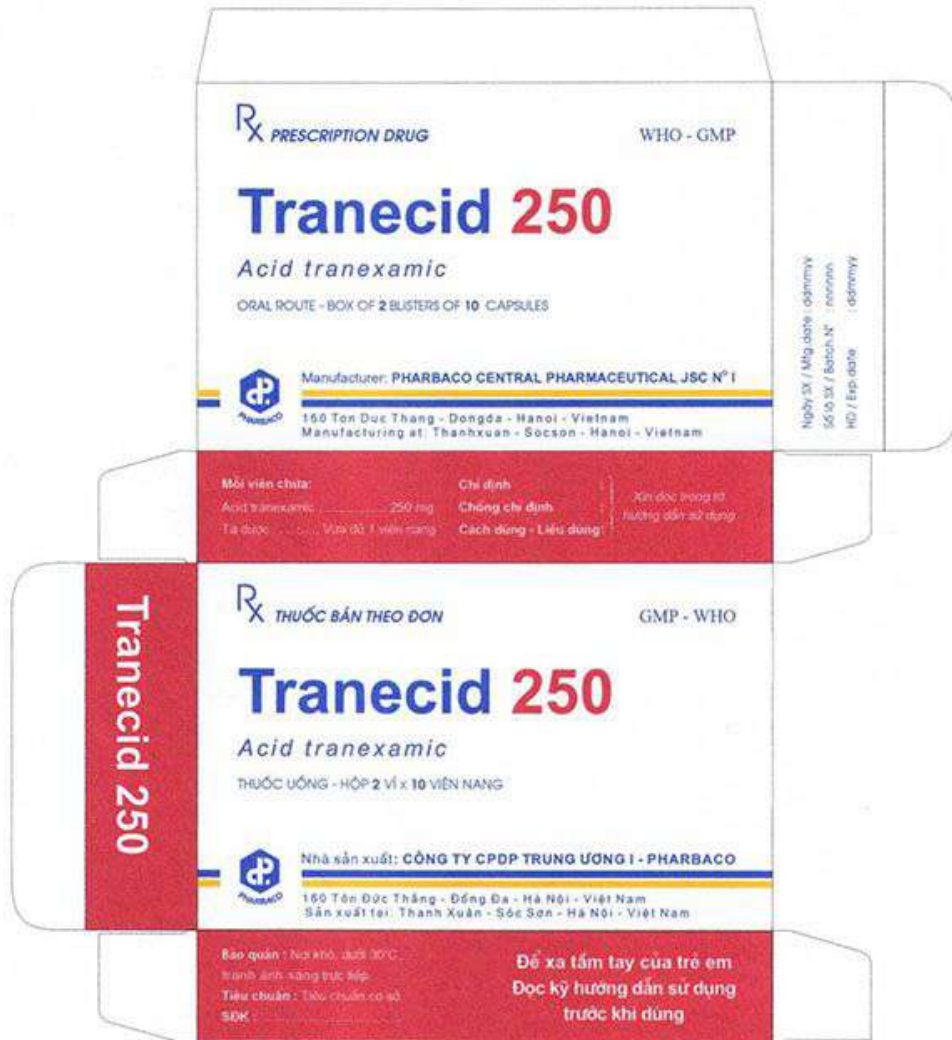 Rx PRESCRIPTION DRUG WHO - GMP
Tranecid 250
Acid tranexamic
ORAL ROUTE - BOX OF 2 BLISTERS OF 10 CAPSULES
Manufacturer: PHARBACO CENTRAL PHARMACEUTICAL JSC N° I
PHARBACO
160 Ton Duc Thang - Dongda - Hanoi - Vietnam
Manufacturing at: Thanhxuan - Socson - Hanoi - Vietnam
Ngày SX / Mfg.date : ddmmyy
Số lô SX / Batch.N° : nnnnnn
HD / Exp.date : ddmmyy
Mỗi viên chứa:
Acid tranexamic ............... 250 mg
Tá dược ............ Vừa đủ 1 viên nang
Chỉ định :
Chống chỉ định :
Cách dùng - Liều dùng:
Xin đọc trong tờ
hướng dẫn sử dụng
Tranecid 250
Rx THUỐC BÁN THEO ĐƠN GMP - WHO
Tranecid 250
Acid tranexamic
THUỐC UỐNG - HỘP 2 VỈ x 10 VIÊN NANG
Nhà sản xuất: CÔNG TY CPDP TRUNG ƯƠNG I - PHARBACO
PHARBACO
160 Tôn Đức Thắng - Đống Đa - Hà Nội - Việt Nam
Sản xuất tại: Thanh Xuân - Sóc Sơn - Hà Nội - Việt Nam
Bảo quản : Nơi khô, dưới 30°C,
tránh ánh sáng trực tiếp.
Tiêu chuẩn : Tiêu chuẩn cơ sở
SĐK :
Để xa tầm tay của trẻ em
Đọc kỹ hướng dẫn sử dụng
trước khi dùng